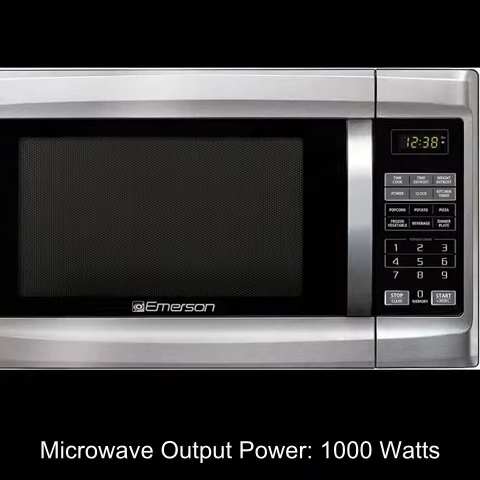 12:38
TIME COOK TIME DEFROST WEIGHT DEFROST
POWER CLOCK KITCHEN TIMER
POPCORN POTATO PIZZA
FROZEN VEGETABLE BEVERAGE DINNER PLATE
1 2 3
4 5 6
7 8 9
STOP CLEAR 0 MEMORY START +30SEC
Emerson
Microwave Output Power: 1000 Watts